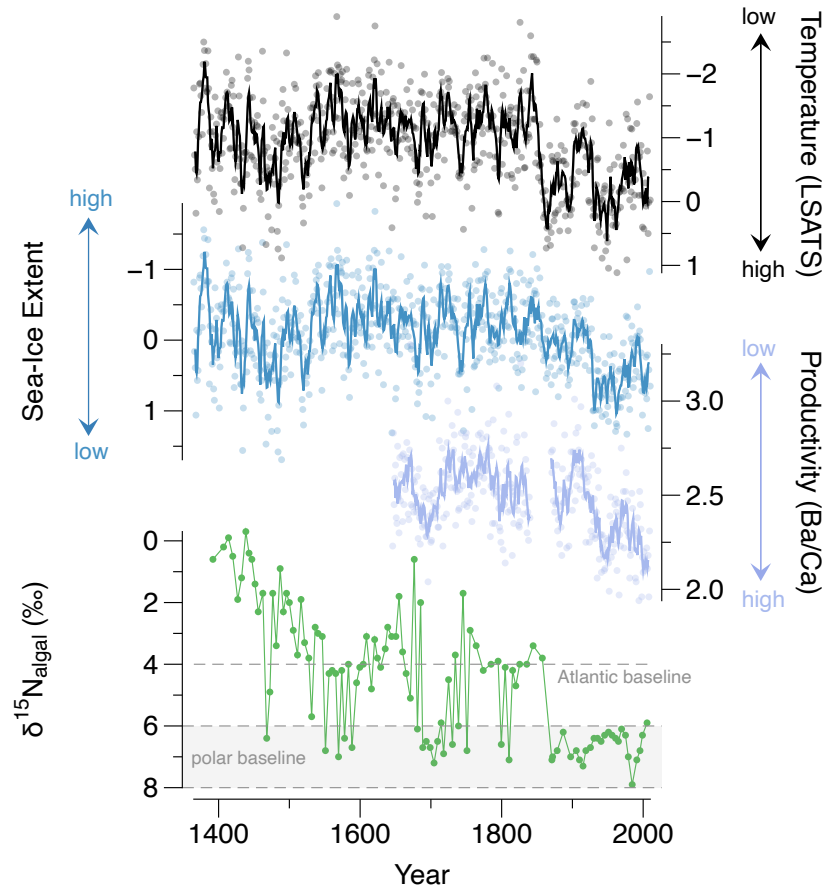 low
−2
−1
0
1
high
Temperature (LSATS)
high
−1
0
1
low
Sea-Ice Extent
low
3.0
2.5
2.0
high
Productivity (Ba/Ca)
0
2
4
6
8
δ¹⁵N_algal (‰)
Atlantic baseline
polar baseline
1400
1600
1800
2000
Year